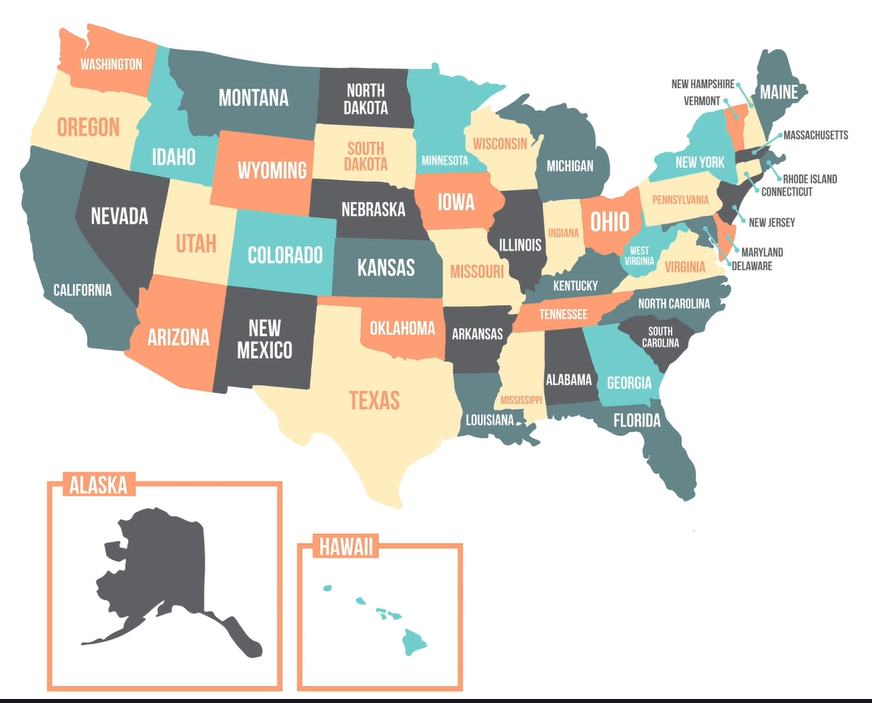 WASHINGTON
OREGON
IDAHO
MONTANA
NORTH
DAKOTA
SOUTH
DAKOTA
MINNESOTA
WISCONSIN
MICHIGAN
NEW HAMPSHIRE
VERMONT
MAINE
MASSACHUSETTS
NEW YORK
RHODE ISLAND
CONNECTICUT
PENNSYLVANIA
NEW JERSEY
MARYLAND
DELAWARE
WYOMING
NEVADA
UTAH
COLORADO
NEBRASKA
IOWA
ILLINOIS
INDIANA
OHIO
WEST
VIRGINIA
VIRGINIA
CALIFORNIA
KANSAS
MISSOURI
KENTUCKY
NORTH CAROLINA
ARIZONA
NEW
MEXICO
OKLAHOMA
ARKANSAS
TENNESSEE
SOUTH
CAROLINA
TEXAS
LOUISIANA
MISSISSIPPI
ALABAMA
GEORGIA
FLORIDA
ALASKA
HAWAII